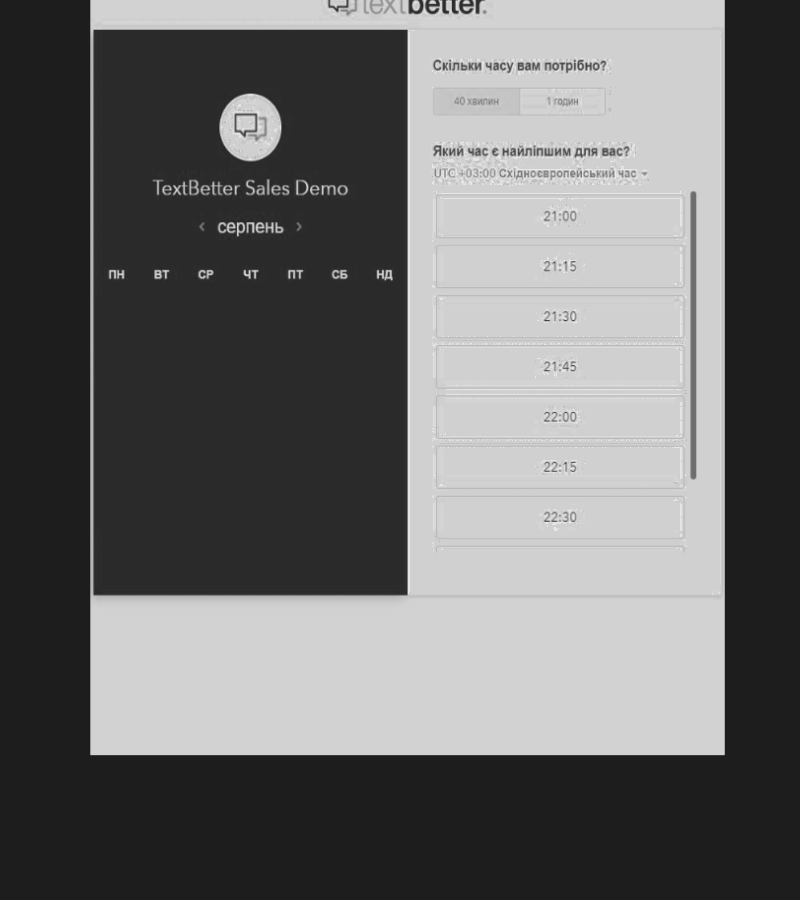 textbetter.
TextBetter Sales Demo
‹ серпень ›
ПН ВТ СР ЧТ ПТ СБ НД
Скільки часу вам потрібно?
40 хвилин 1 годин
Який час є найліпшим для вас?
UTC +03:00 Східноєвропейський час
21:00
21:15
21:30
21:45
22:00
22:15
22:30